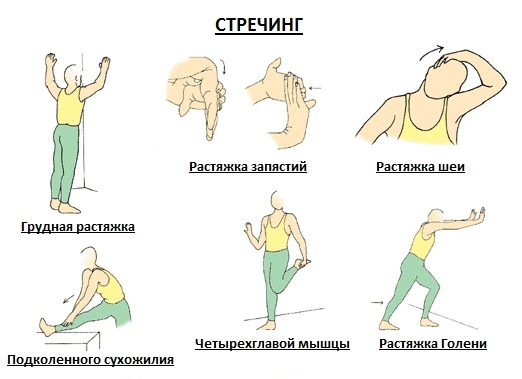 СТРЕЧИНГ
Растяжка запястий
Растяжка шеи
Грудная растяжка
Четырехглавой мышцы
Растяжка Голени
Подколенного сухожилия